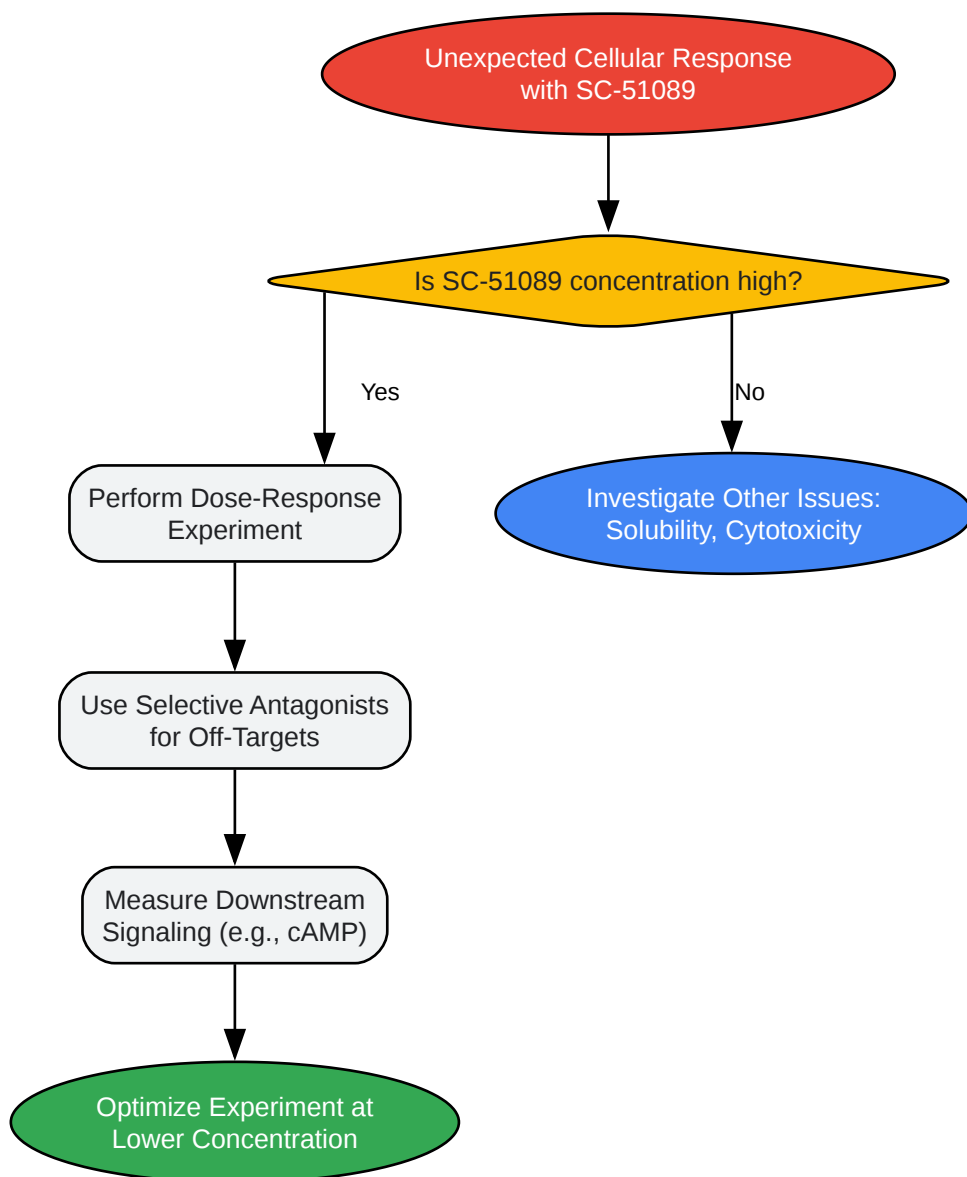 Unexpected Cellular Response
with SC-51089
Is SC-51089 concentration high?
Yes
No
Perform Dose-Response
Experiment
Investigate Other Issues:
Solubility, Cytotoxicity
Use Selective Antagonists
for Off-Targets
Measure Downstream
Signaling (e.g., cAMP)
Optimize Experiment at
Lower Concentration